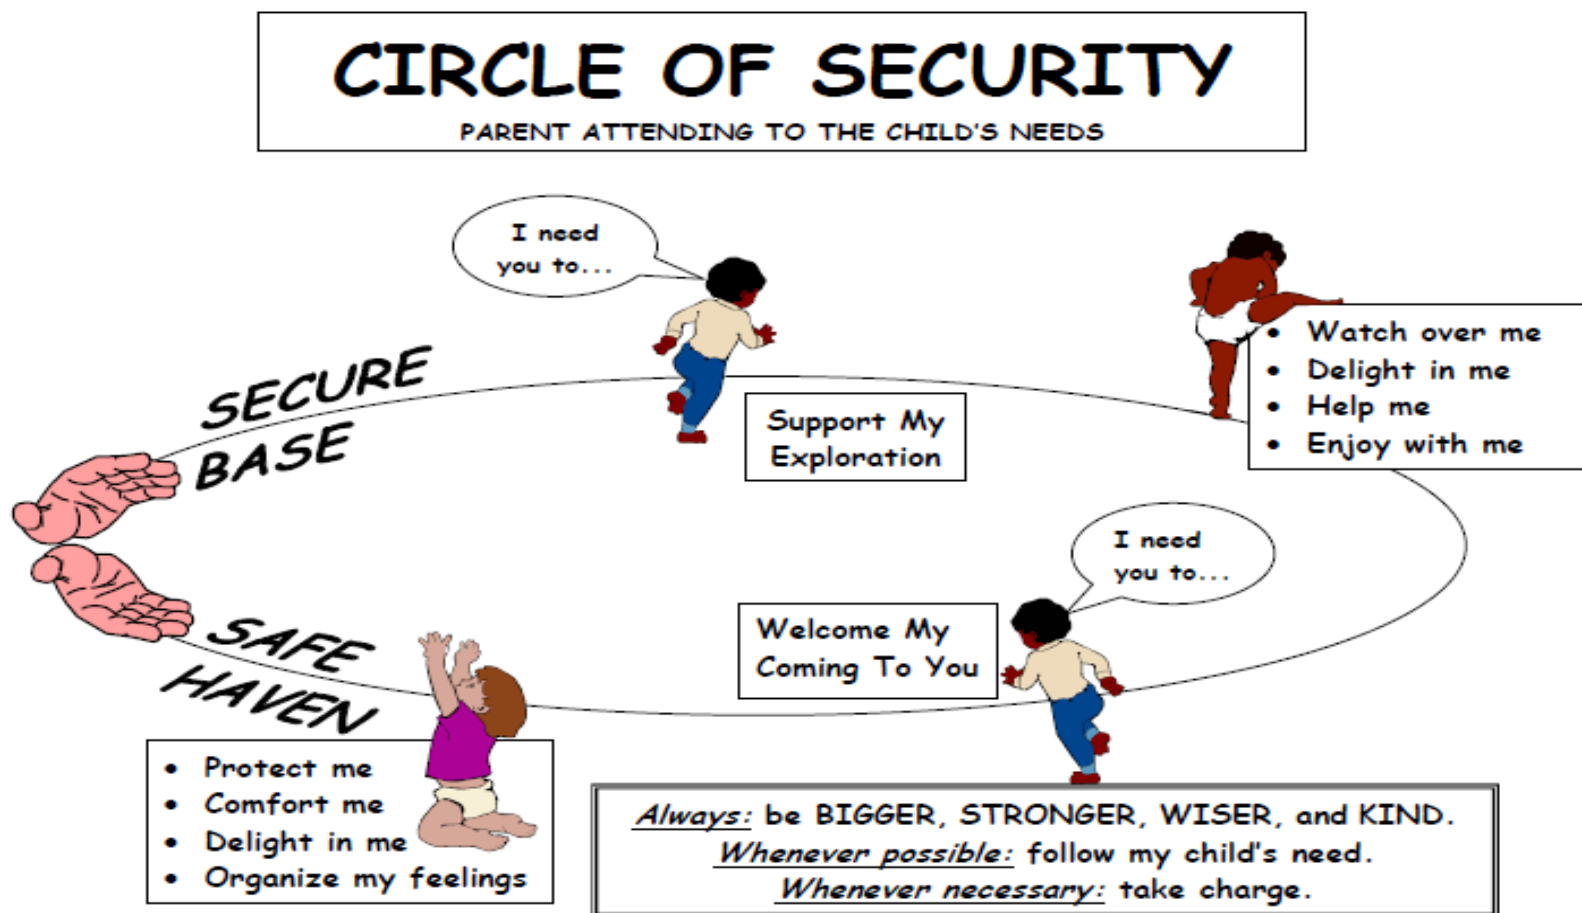 CIRCLE OF SECURITY
PARENT ATTENDING TO THE CHILD'S NEEDS
I need
you to...
SECURE
BASE
Support My
Exploration
• Watch over me
• Delight in me
• Help me
• Enjoy with me
I need
you to...
Welcome My
Coming To You
SAFE
HAVEN
• Protect me
• Comfort me
• Delight in me
• Organize my feelings
Always: be BIGGER, STRONGER, WISER, and KIND.
Whenever possible: follow my child's need.
Whenever necessary: take charge.